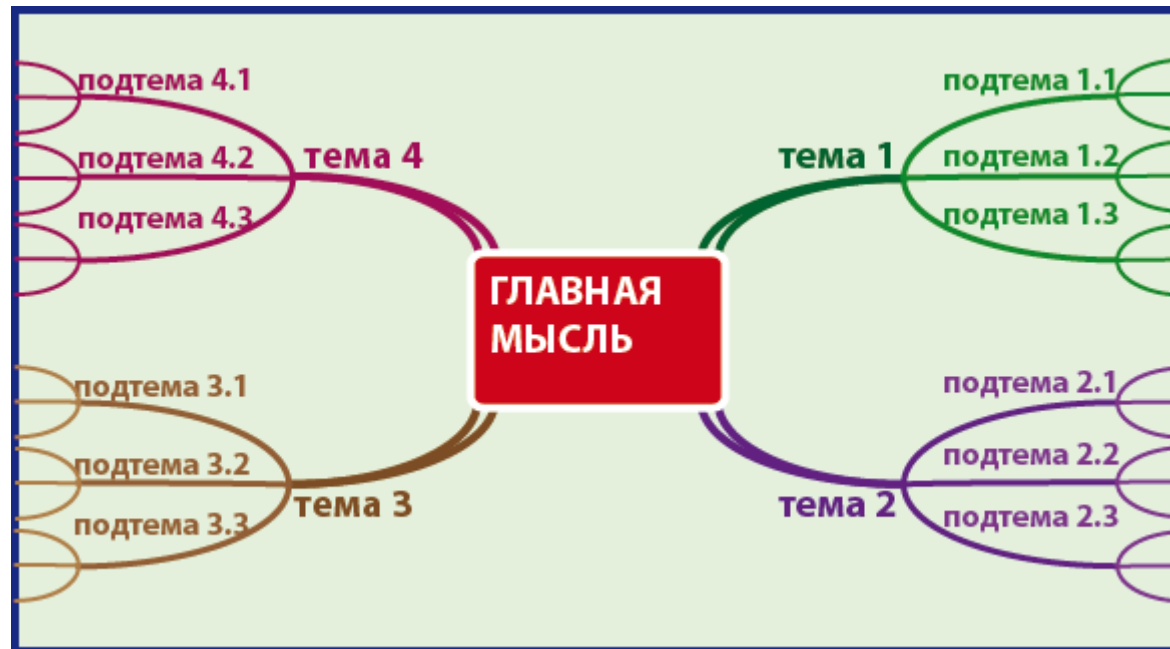 подтема 4.1
подтема 4.2
подтема 4.3
тема 4
подтема 1.1
подтема 1.2
подтема 1.3
тема 1
ГЛАВНАЯ
МЫСЛЬ
подтема 3.1
подтема 3.2
подтема 3.3
тема 3
подтема 2.1
подтема 2.2
подтема 2.3
тема 2